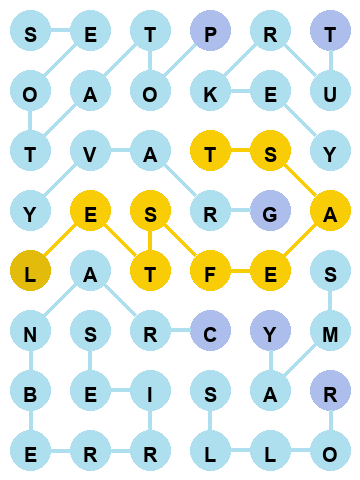 S E T P R T
O A O K E U
T V A T S Y
Y E S R G A
L A T F E S
N S R C Y M
B E I S A R
E R R L L O